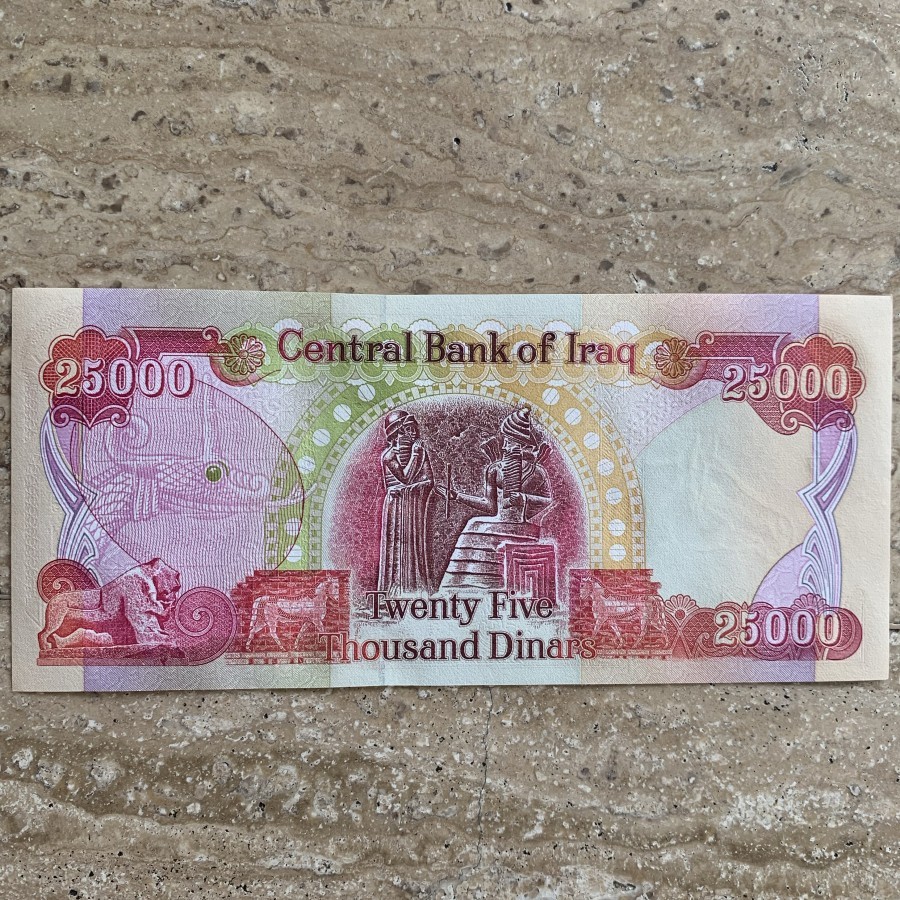 Central Bank of Iraq
25000
25000
Twenty Five
Thousand Dinars
25000